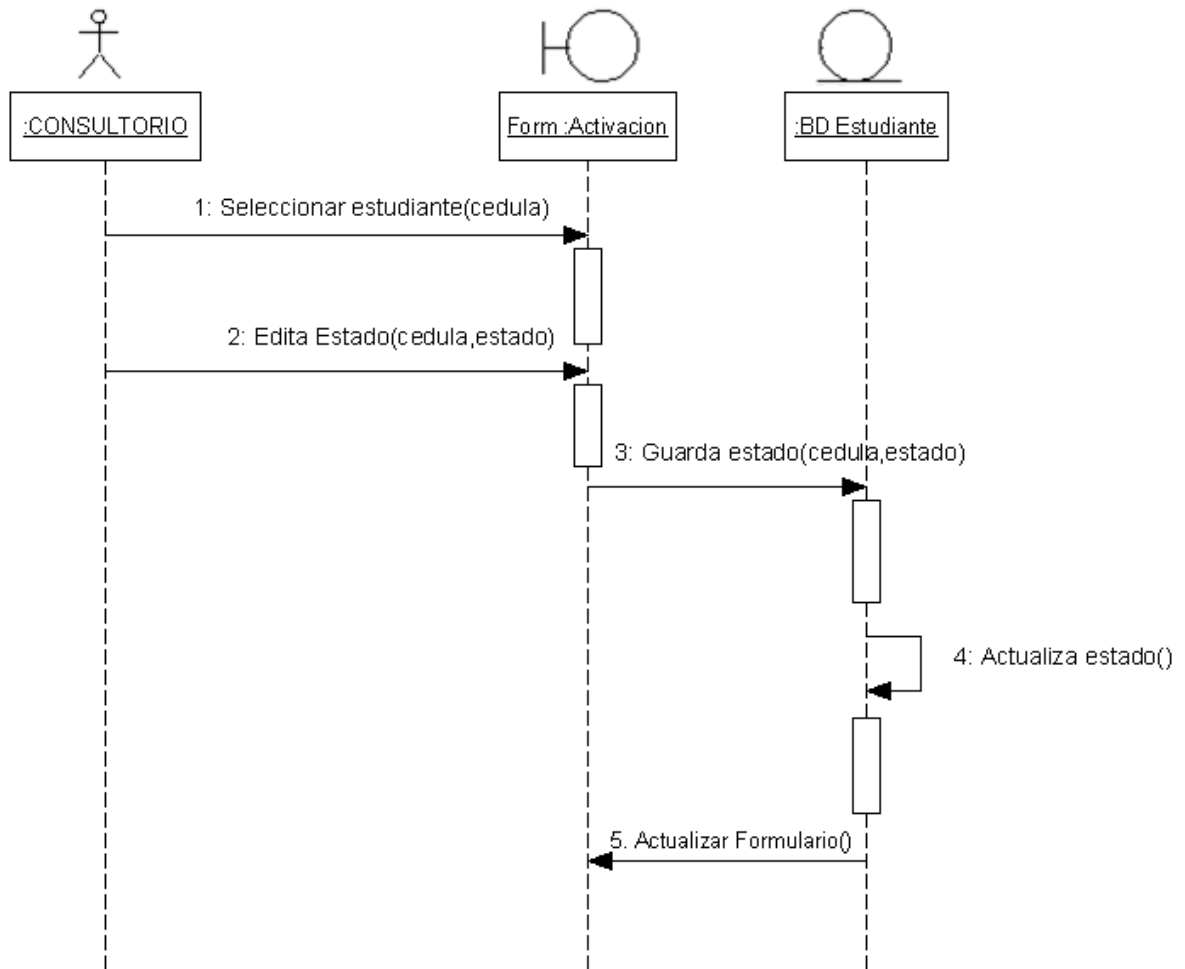 :CONSULTORIO
Form :Activacion
:BD Estudiante
1: Seleccionar estudiante(cedula)
2: Edita Estado(cedula,estado)
3: Guarda estado(cedula,estado)
4: Actualiza estado()
5. Actualizar Formulario()